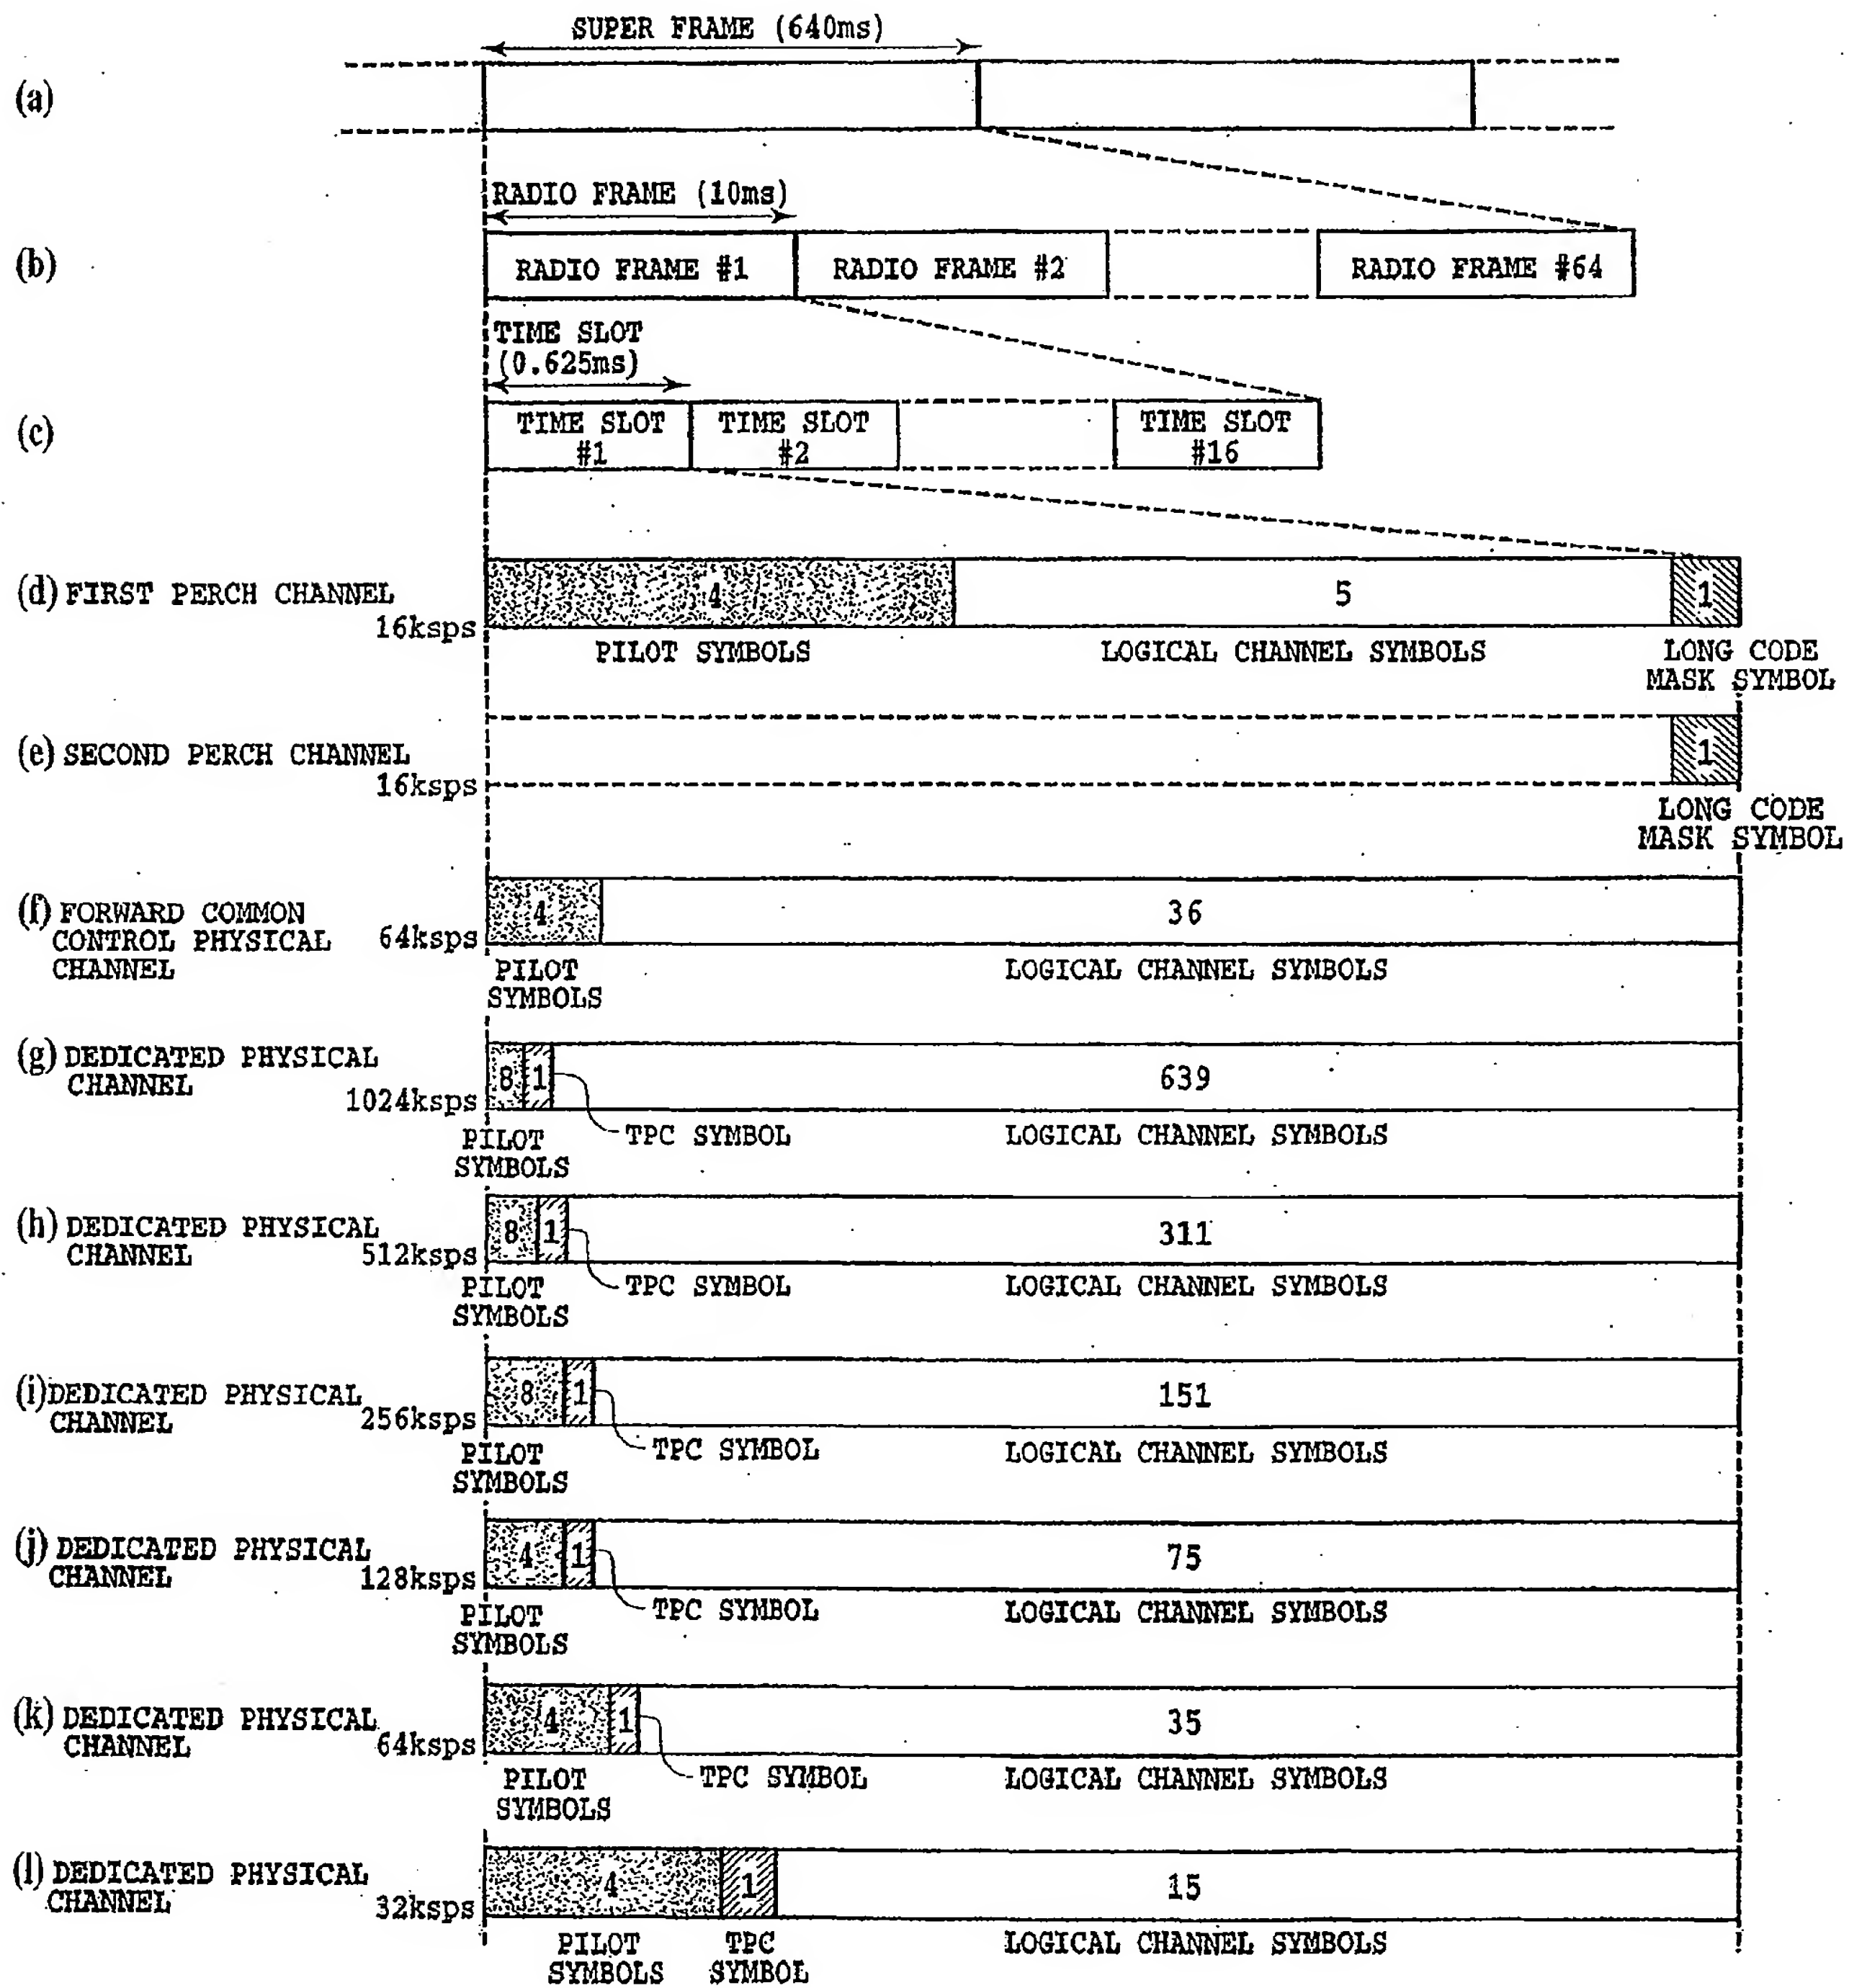 SUPER FRAME (640ms)
(a)
RADIO FRAME (10ms)
(b)
RADIO FRAME #1
RADIO FRAME #2
RADIO FRAME #64
TIME SLOT
(0.625ms)
(c)
TIME SLOT
#1
TIME SLOT
#2
TIME SLOT
#16
(d) FIRST PERCH CHANNEL
16ksps
4
5
1
PILOT SYMBOLS
LOGICAL CHANNEL SYMBOLS
LONG CODE
MASK SYMBOL
(e) SECOND PERCH CHANNEL
16ksps
1
LONG CODE
MASK SYMBOL
(f) FORWARD COMMON
CONTROL PHYSICAL
CHANNEL
64ksps
4
36
PILOT
SYMBOLS
LOGICAL CHANNEL SYMBOLS
(g) DEDICATED PHYSICAL
CHANNEL
1024ksps
8
1
639
PILOT
SYMBOLS
TPC SYMBOL
LOGICAL CHANNEL SYMBOLS
(h) DEDICATED PHYSICAL
CHANNEL
512ksps
8
1
311
PILOT
SYMBOLS
TPC SYMBOL
LOGICAL CHANNEL SYMBOLS
(i) DEDICATED PHYSICAL
CHANNEL
256ksps
8
1
151
PILOT
SYMBOLS
TPC SYMBOL
LOGICAL CHANNEL SYMBOLS
(j) DEDICATED PHYSICAL
CHANNEL
128ksps
4
1
75
PILOT
SYMBOLS
TPC SYMBOL
LOGICAL CHANNEL SYMBOLS
(k) DEDICATED PHYSICAL
CHANNEL
64ksps
4
1
35
PILOT
SYMBOLS
TPC SYMBOL
LOGICAL CHANNEL SYMBOLS
(l) DEDICATED PHYSICAL
CHANNEL
32ksps
4
1
15
PILOT
SYMBOLS
TPC
SYMBOL
LOGICAL CHANNEL SYMBOLS